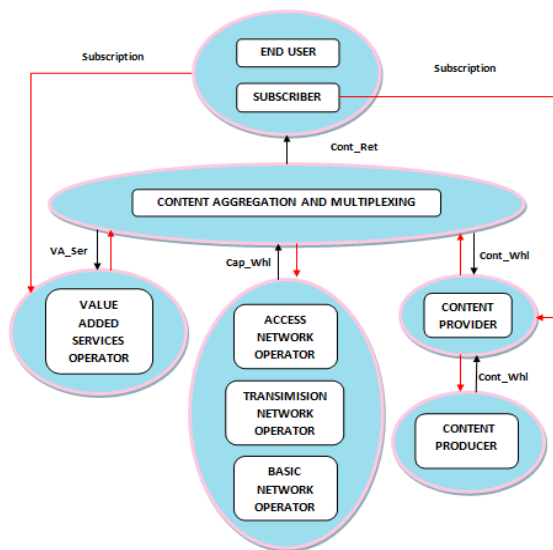 END USER
Subscription
Subscription
SUBSCRIBER
Cont_Ret
CONTENT AGGREGATION AND MULTIPLEXING
VA_Ser
Cap_Whl
Cont_Whl
VALUE
ADDED
SERVICES
OPERATOR
ACCESS
NETWORK
OPERATOR
CONTENT
PROVIDER
Cont_Whl
TRANSIMISION
NETWORK
OPERATOR
CONTENT
PRODUCER
BASIC
NETWORK
OPERATOR